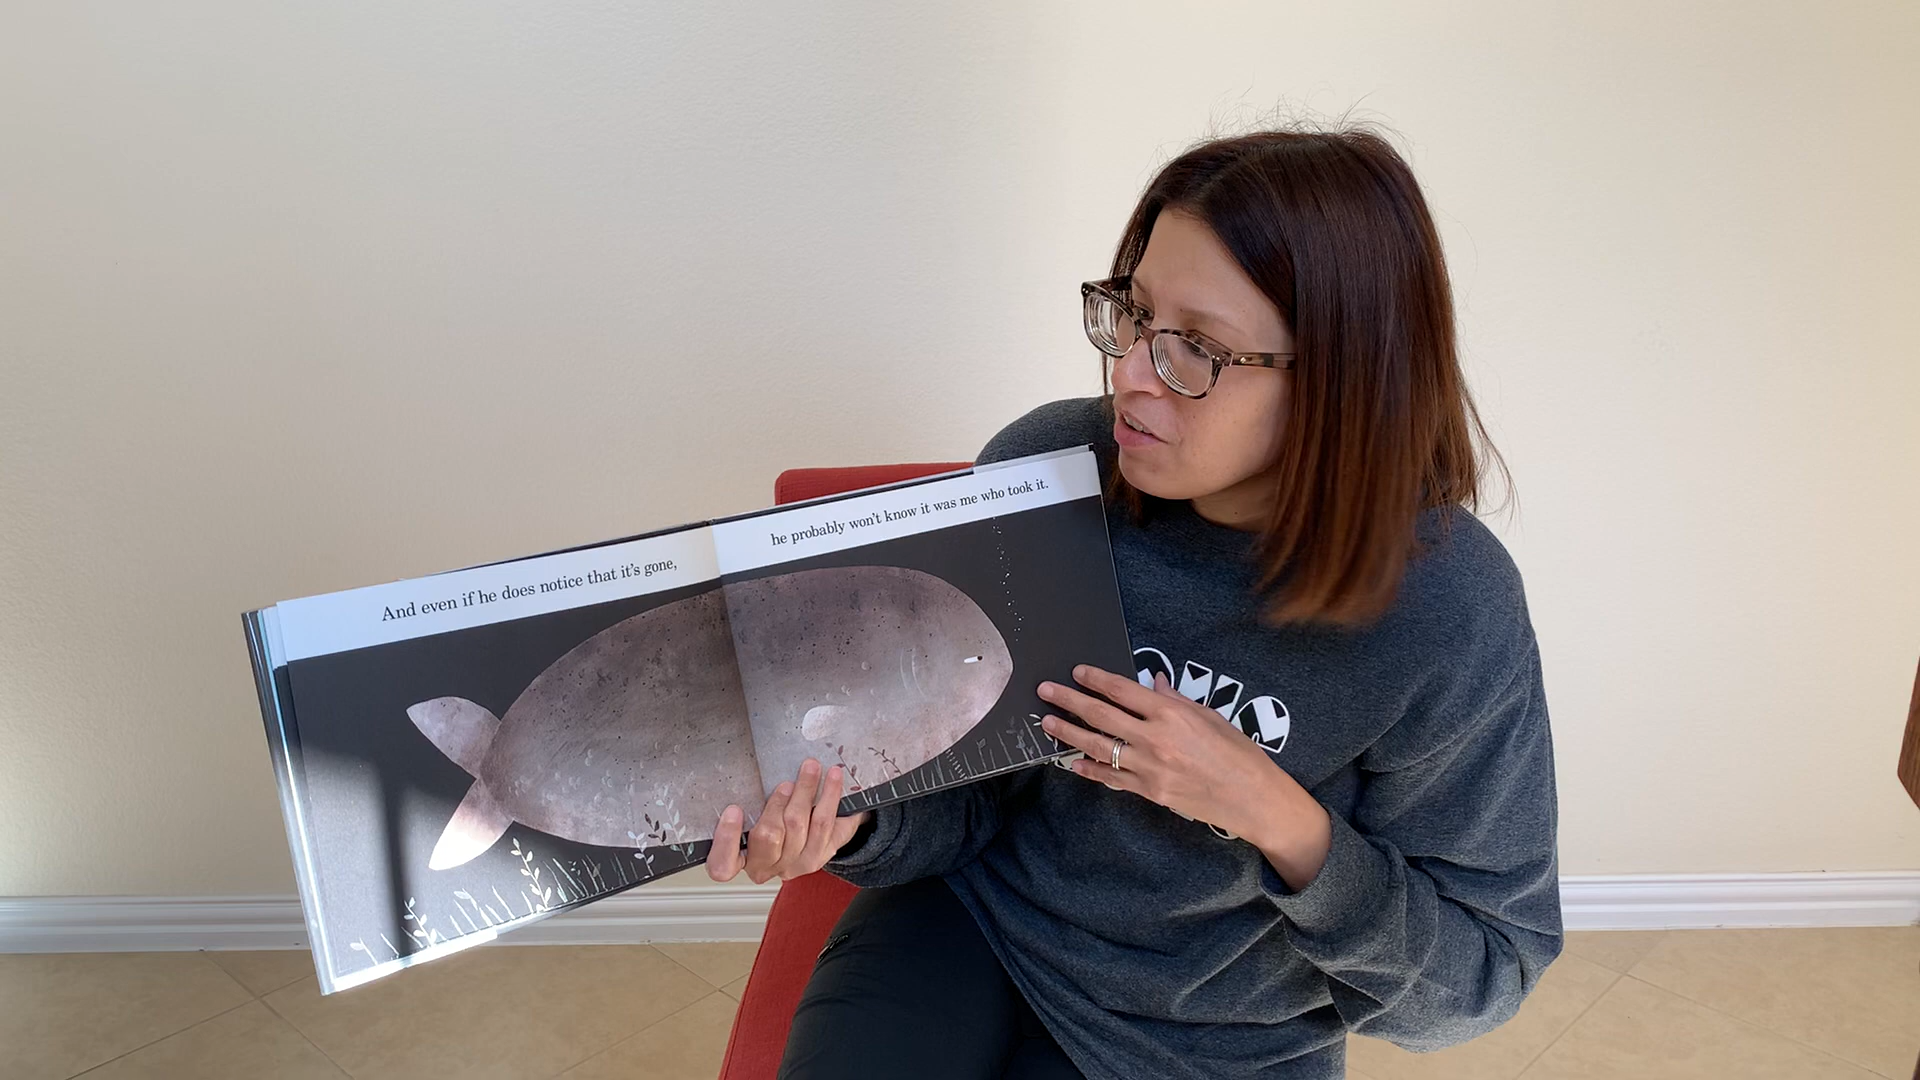 And even if he does notice that it's gone,
he probably won't know it was me who took it.